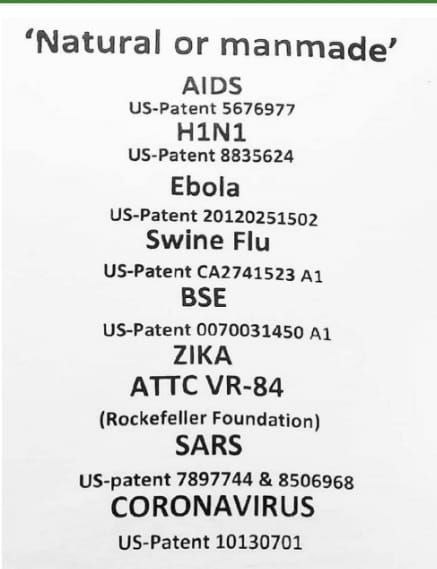 ‘Natural or manmade’
AIDS
US-Patent 5676977
H1N1
US-Patent 8835624
Ebola
US-Patent 20120251502
Swine Flu
US-Patent CA2741523 A1
BSE
US-Patent 0070031450 A1
ZIKA
ATTC VR-84
(Rockefeller Foundation)
SARS
US-patent 7897744 & 8506968
CORONAVIRUS
US-Patent 10130701